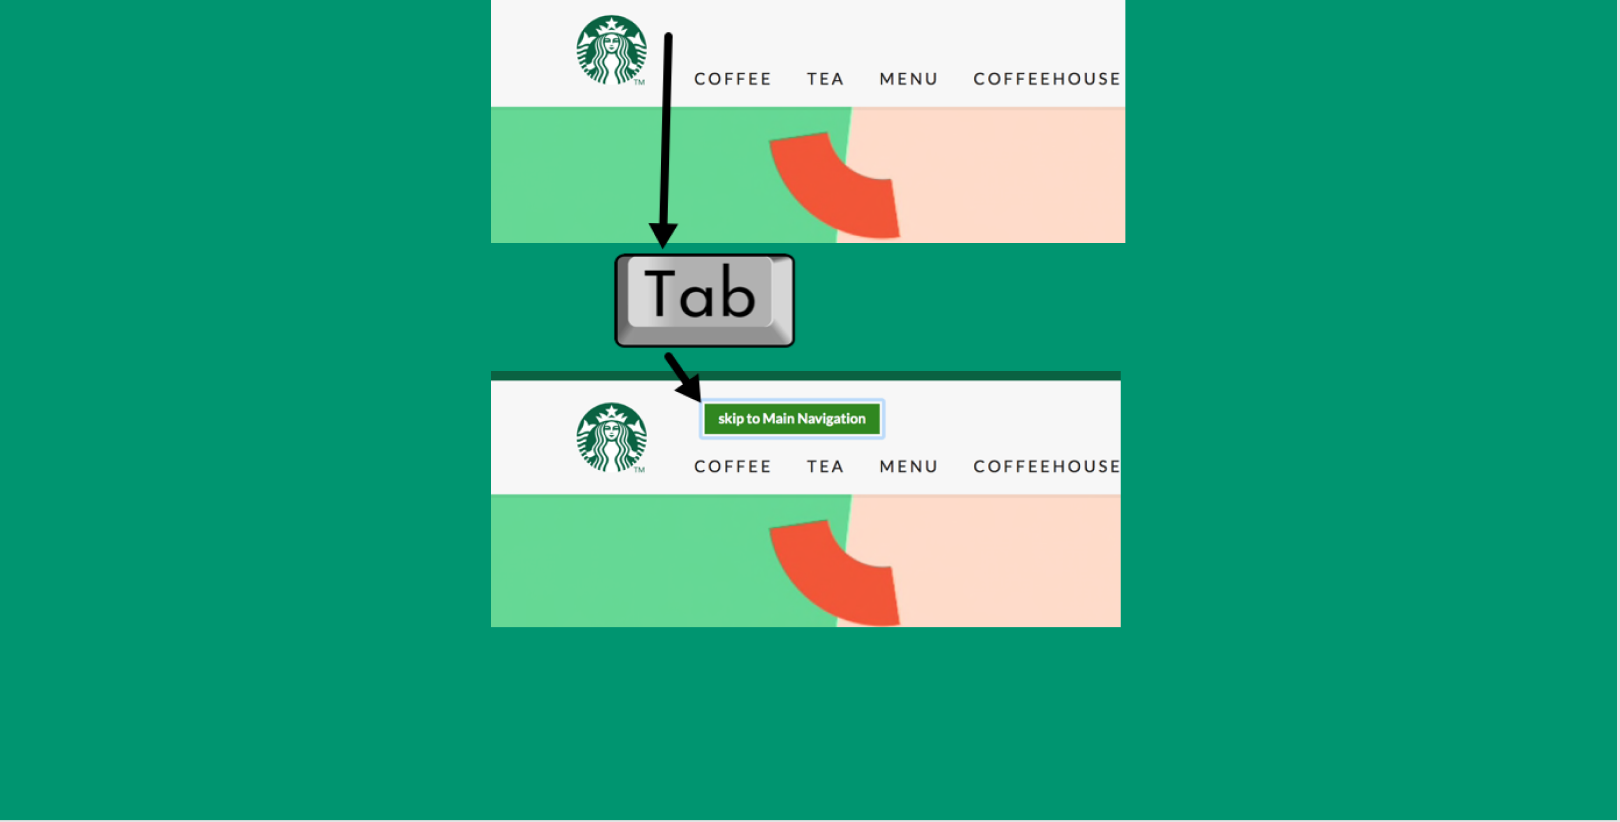 COFFEE TEA MENU COFFEEHOUSE
TM
Tab
skip to Main Navigation
TM
COFFEE TEA MENU COFFEEHOUSE